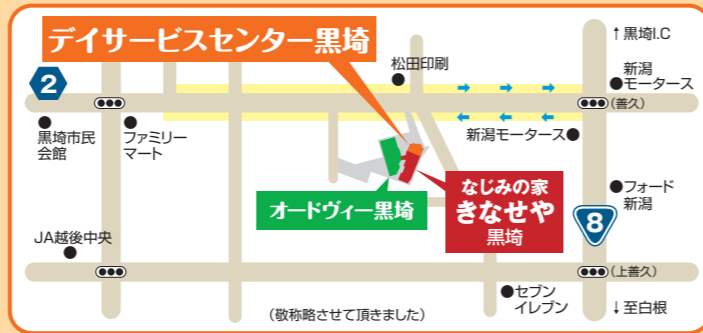 デイサービスセンター黒埼
↑黒埼I.C
松田印刷
新潟
モータース
2
(善久)
黒埼市民
会館
ファミリー
マート
新潟モータース
オードヴィー黒埼
なじみの家
きなせや
黒埼
フォード
新潟
8
JA越後中央
(上善久)
セブン
イレブン
(敬称略させて頂きました)
↓至白根